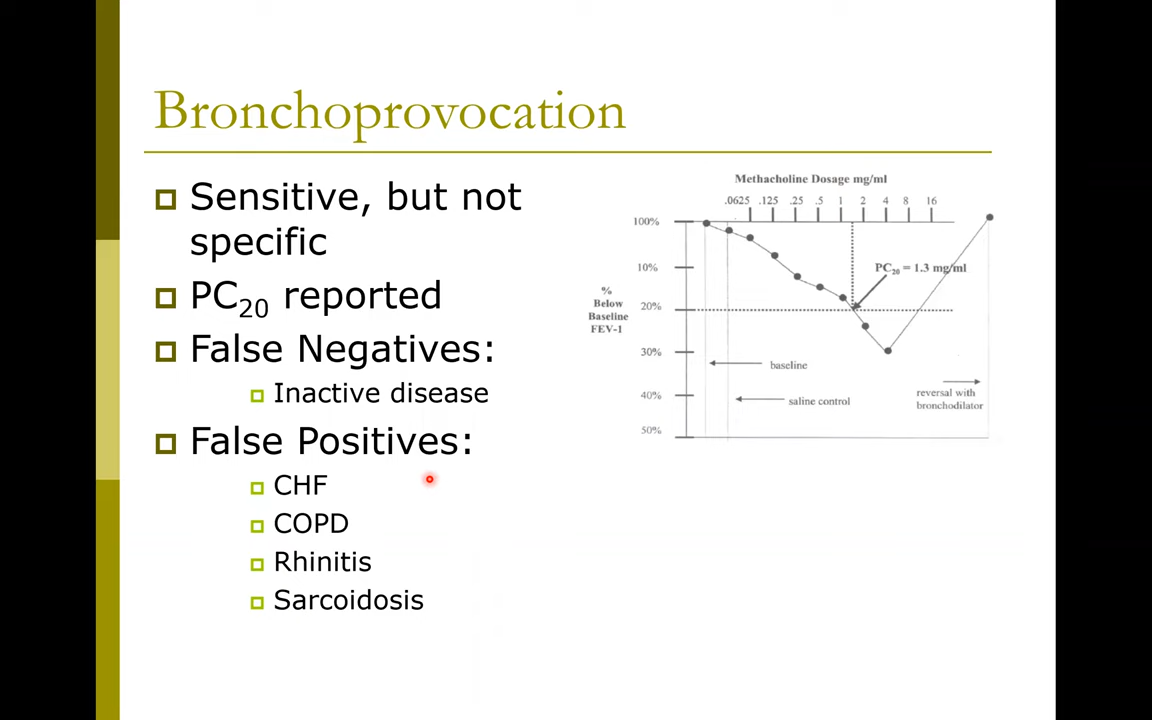 Bronchoprovocation
Sensitive, but not
specific
PC20 reported
False Negatives:
Inactive disease
False Positives:
CHF
COPD
Rhinitis
Sarcoidosis
Methacholine Dosage mg/ml
.0625 .125 .25 .5 1 2 4 8 16
100%
10%
20%
30%
40%
50%
%
Below
Baseline
FEV-1
PC20 = 1.3 mg/ml
baseline
saline control
reversal with
bronchodilator